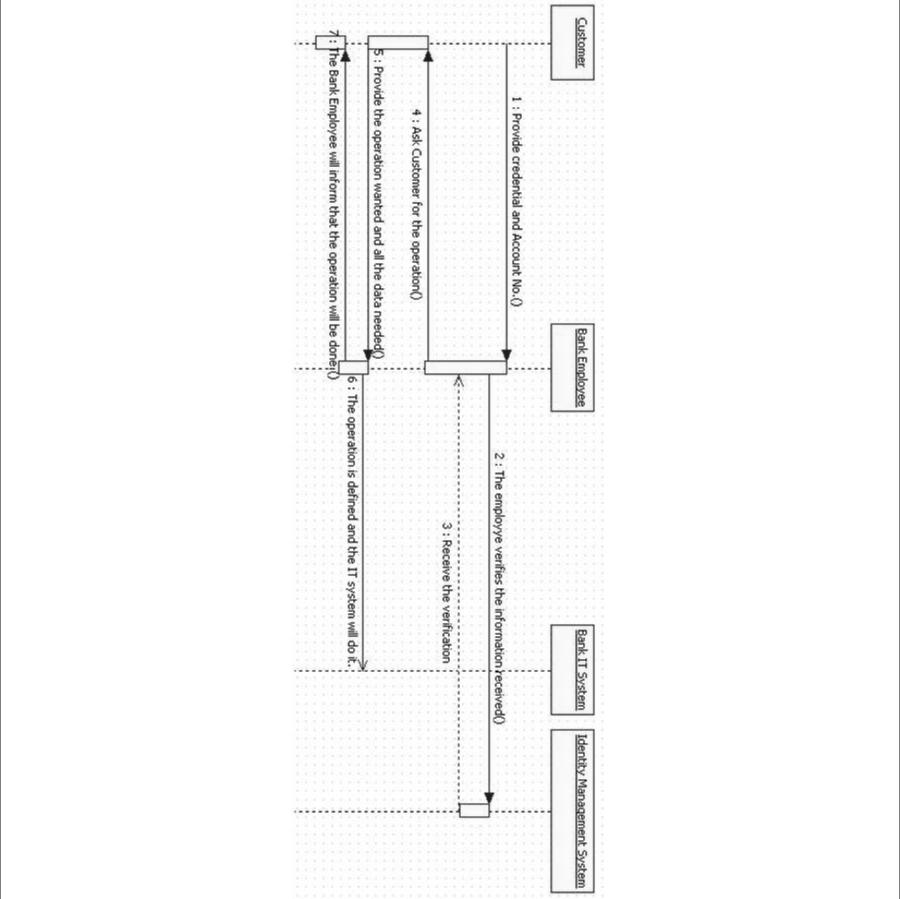 Customer
Bank Employee
Bank IT System
Identity Management System
1 : Provide credential and Account No.()
2 : The employye verifies the information received()
3 : Receive the verification
4 : Ask Customer for the operation()
5 : Provide the operation wanted and all the data needed()
6 : The operation is defined and the IT system will do it.
7 : The Bank Employee will inform that the operation will be done()